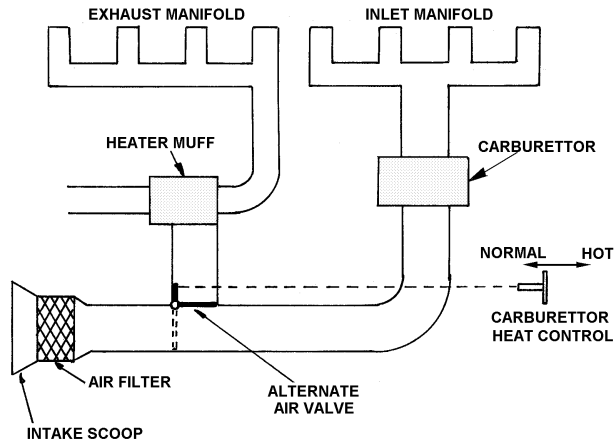 EXHAUST MANIFOLD
INLET MANIFOLD
HEATER MUFF
CARBURETTOR
NORMAL
HOT
CARBURETTOR
HEAT CONTROL
AIR FILTER
ALTERNATE
AIR VALVE
INTAKE SCOOP